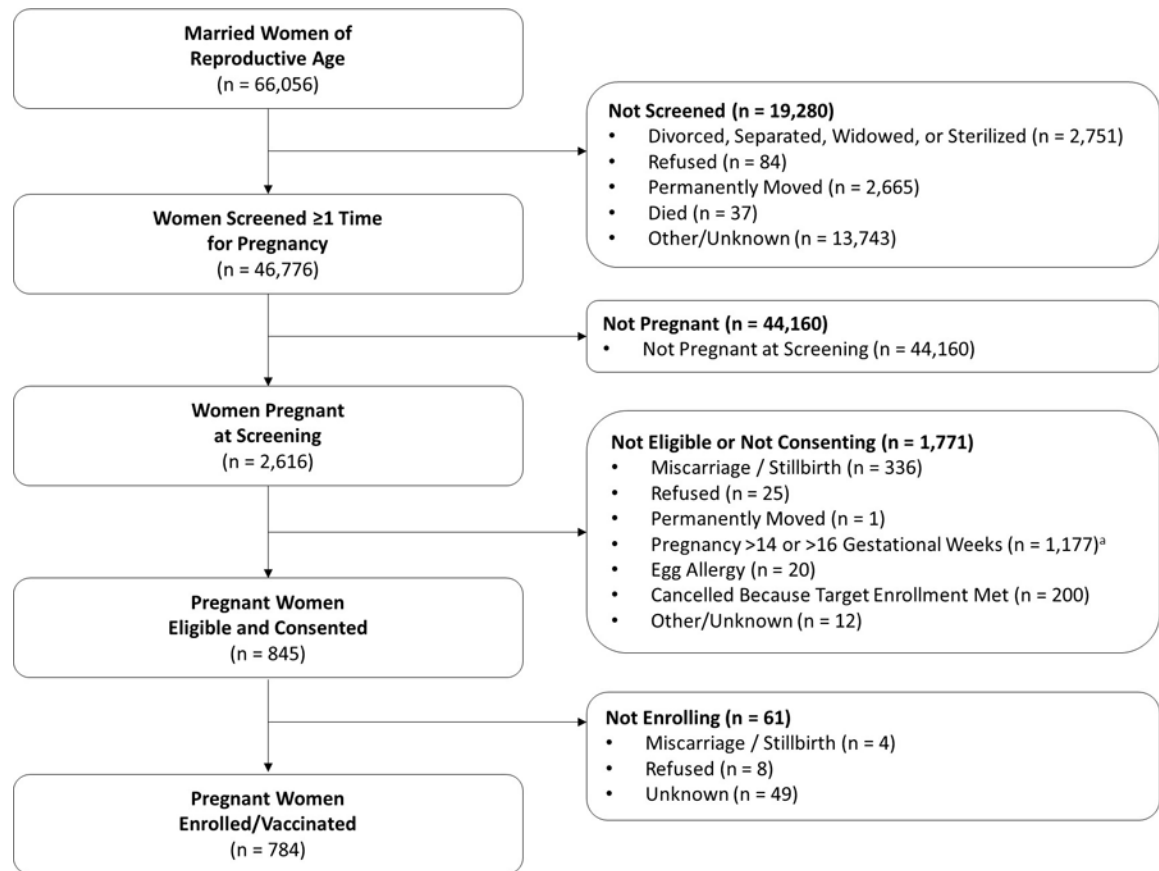 Married Women of
Reproductive Age
(n = 66,056)
Not Screened (n = 19,280)
• Divorced, Separated, Widowed, or Sterilized (n = 2,751)
• Refused (n = 84)
• Permanently Moved (n = 2,665)
• Died (n = 37)
• Other/Unknown (n = 13,743)
Women Screened ≥1 Time
for Pregnancy
(n = 46,776)
Not Pregnant (n = 44,160)
• Not Pregnant at Screening (n = 44,160)
Women Pregnant
at Screening
(n = 2,616)
Not Eligible or Not Consenting (n = 1,771)
• Miscarriage / Stillbirth (n = 336)
• Refused (n = 25)
• Permanently Moved (n = 1)
• Pregnancy >14 or >16 Gestational Weeks (n = 1,177)ᵃ
• Egg Allergy (n = 20)
• Cancelled Because Target Enrollment Met (n = 200)
• Other/Unknown (n = 12)
Pregnant Women
Eligible and Consented
(n = 845)
Not Enrolling (n = 61)
• Miscarriage / Stillbirth (n = 4)
• Refused (n = 8)
• Unknown (n = 49)
Pregnant Women
Enrolled/Vaccinated
(n = 784)